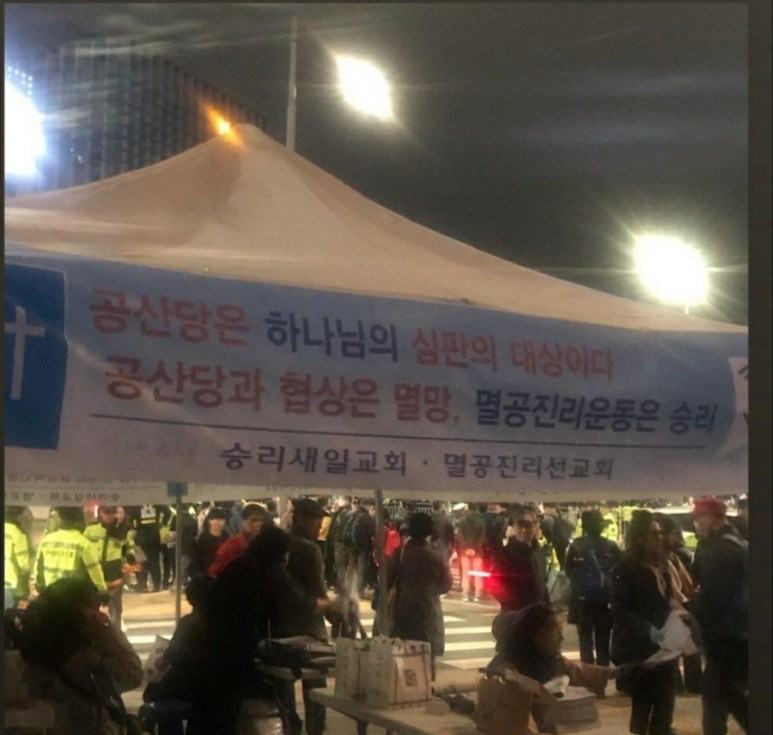 공산당은 하나님의 심판의 대상이다
공산당과 협상은 멸망, 멸공진리운동은 승리
승리새일교회 · 멸공진리선교회